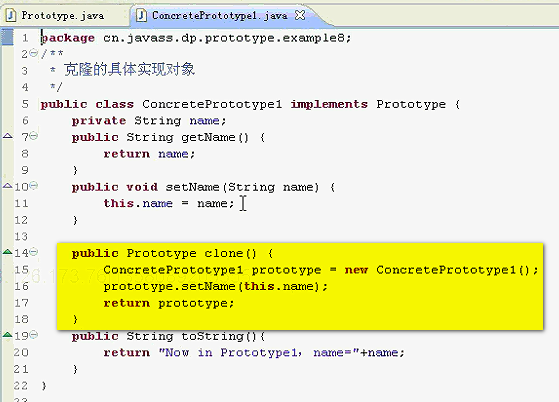 Prototype.java ConcretePrototype1.java
1 package cn.javass.dp.prototype.example8;
2 /**
3 * 克隆的具体实现对象
4 */
5 public class ConcretePrototype1 implements Prototype {
6 private String name;
7 public String getName() {
8 return name;
9 }
10 public void setName(String name) {
11 this.name = name;
12 }
13
14 public Prototype clone() {
15 ConcretePrototype1 prototype = new ConcretePrototype1();
16 prototype.setName(this.name);
17 return prototype;
18 }
19 public String toString(){
20 return "Now in Prototype1，name="+name;
21 }
22 }